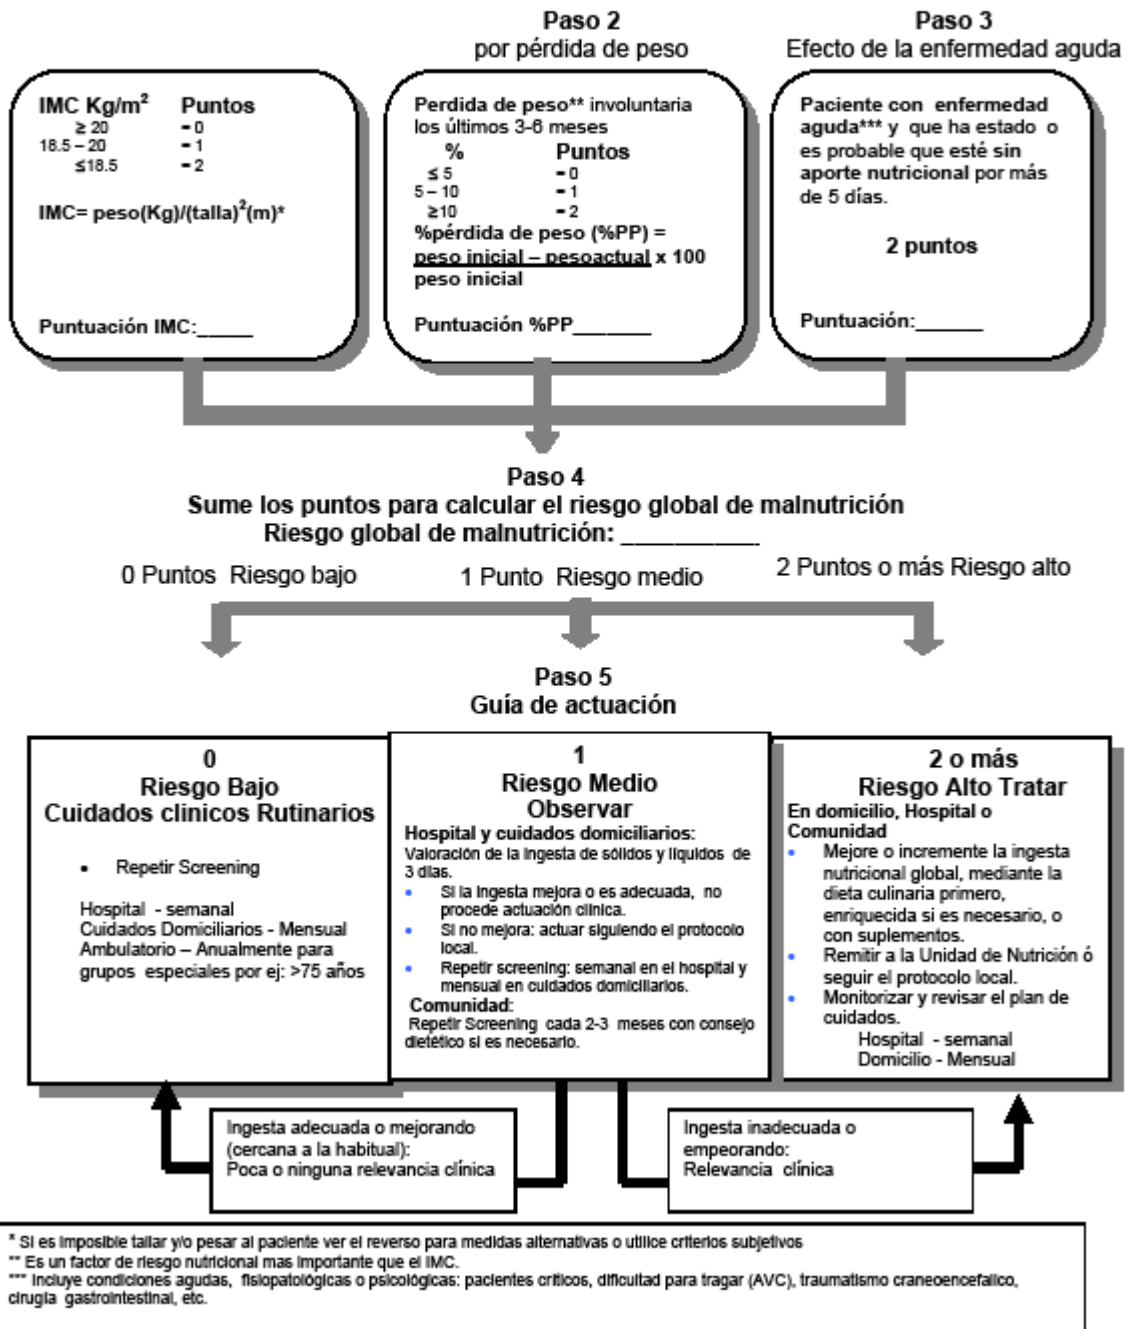 Paso 2
por pérdida de peso
Paso 3
Efecto de la enfermedad aguda
IMC Kg/m² Puntos
≥ 20 = 0
18.5 – 20 = 1
≤18.5 = 2
IMC= peso(Kg)/(talla)²(m)*
Puntuación IMC:_____
Perdida de peso** involuntaria
los últimos 3-6 meses
% Puntos
≤ 5 = 0
5 – 10 = 1
≥10 = 2
%pérdida de peso (%PP) =
peso inicial – pesoactual x 100
peso inicial
Puntuación %PP_______
Paciente con enfermedad
aguda*** y que ha estado o
es probable que esté sin
aporte nutricional por más
de 5 días.
2 puntos
Puntuación:______
Paso 4
Sume los puntos para calcular el riesgo global de malnutrición
Riesgo global de malnutrición: __________
0 Puntos Riesgo bajo
1 Punto Riesgo medio
2 Puntos o más Riesgo alto
Paso 5
Guía de actuación
0
Riesgo Bajo
Cuidados clinicos Rutinarios
• Repetir Screening
Hospital - semanal
Cuidados Domiciliarios - Mensual
Ambulatorio – Anualmente para
grupos especiales por ej: >75 años
1
Riesgo Medio
Observar
Hospital y cuidados domiciliarios:
Valoración de la Ingesta de sólidos y líquidos de
3 días.
• Si la Ingesta mejora o es adecuada, no
procede actuación clínica.
• Si no mejora: actuar siguiendo el protocolo
local.
• Repetir screening: semanal en el hospital y
mensual en cuidados domiciliarios.
Comunidad:
Repetir Screening cada 2-3 meses con consejo
dietético si es necesario.
2 o más
Riesgo Alto Tratar
En domicilio, Hospital o
Comunidad
• Mejore o incremente la ingesta
nutricional global, mediante la
dieta culinaria primero,
enriquecida si es necesario, o
con suplementos.
• Remitir a la Unidad de Nutrición ó
seguir el protocolo local.
• Monitorizar y revisar el plan de
cuidados.
Hospital - semanal
Domicilio - Mensual
Ingesta adecuada o mejorando
(cercana a la habitual):
Poca o ninguna relevancia clínica
Ingesta inadecuada o
empeorando:
Relevancia clínica
* Si es imposible tallar y/o pesar al paciente ver el reverso para medidas alternativas o utilice criterios subjetivos
** Es un factor de riesgo nutricional mas importante que el IMC.
*** Incluye condiciones agudas, fisiopatológicas o psicológicas: pacientes críticos, dificultad para tragar (AVC), traumatismo craneoencefalico,
cirugía gastrointestinal, etc.